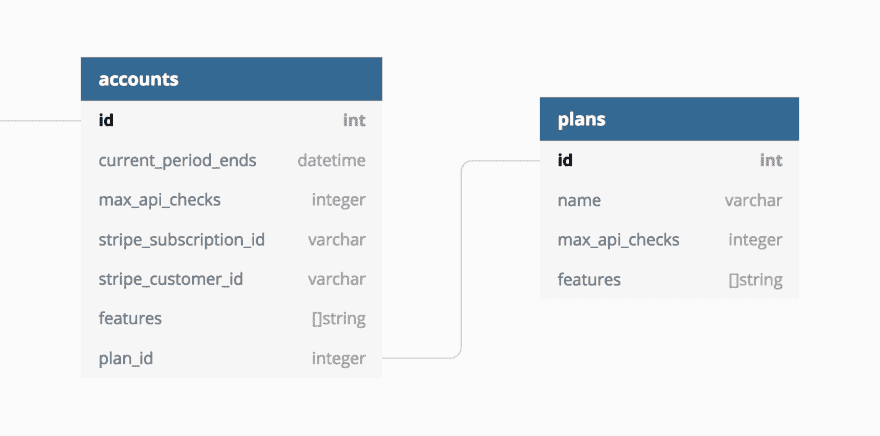 accounts
id int
current_period_ends datetime
max_api_checks integer
stripe_subscription_id varchar
stripe_customer_id varchar
features []string
plan_id integer
plans
id int
name varchar
max_api_checks integer
features []string